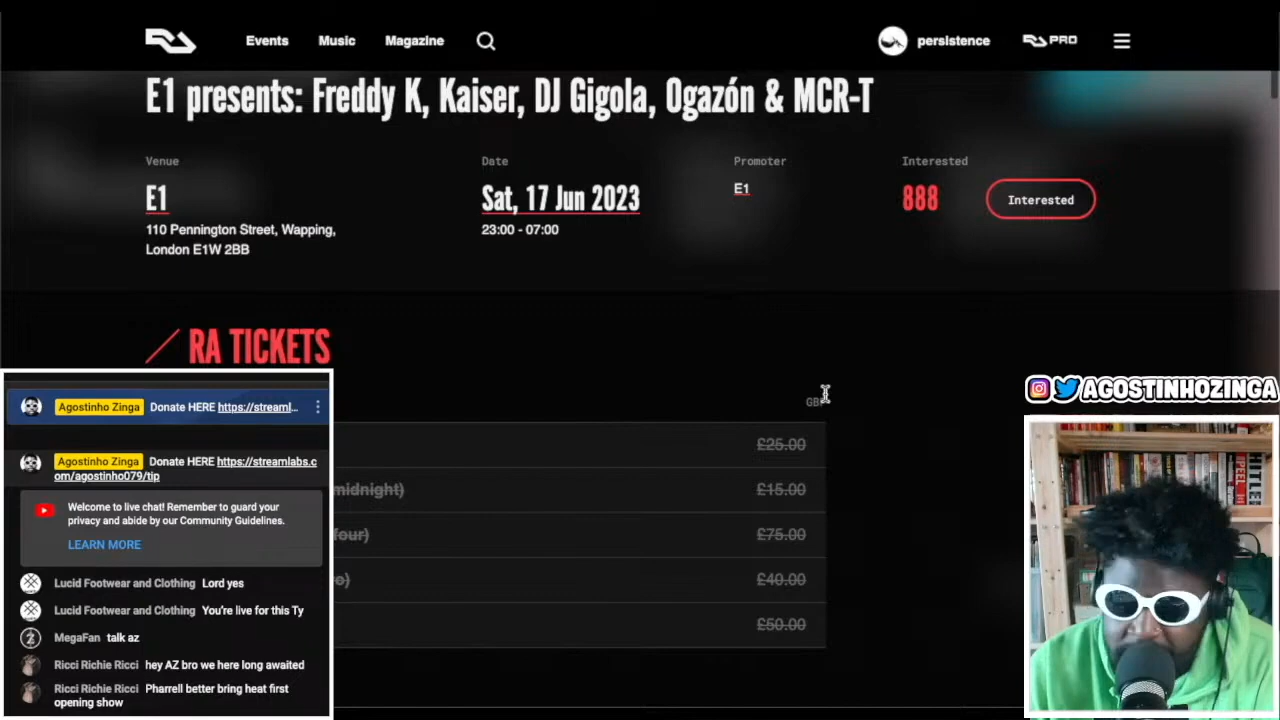 Events
Music
Magazine
persistence
PRO
E1 presents: Freddy K, Kaiser, DJ Gigola, Ogazón & MCR-T
Venue
E1
110 Pennington Street, Wapping,
London E1W 2BB
Date
Sat, 17 Jun 2023
23:00 - 07:00
Promoter
E1
Interested
888
Interested
RA TICKETS
£25.00
midnight)
£15.00
four)
£75.00
£40.00
£50.00
Agostinho Zinga Donate HERE https://streaml...
Agostinho Zinga Donate HERE https://streamlabs.c
om/agostinho079/tip
Welcome to live chat! Remember to guard your
privacy and abide by our Community Guidelines.
LEARN MORE
Lucid Footwear and Clothing Lord yes
Lucid Footwear and Clothing You're live for this Ty
MegaFan talk az
Ricci Richie Ricci hey AZ bro we here long awaited
Ricci Richie Ricci Pharrell better bring heat first
opening show
@AGOSTINHOZINGA
PEEL